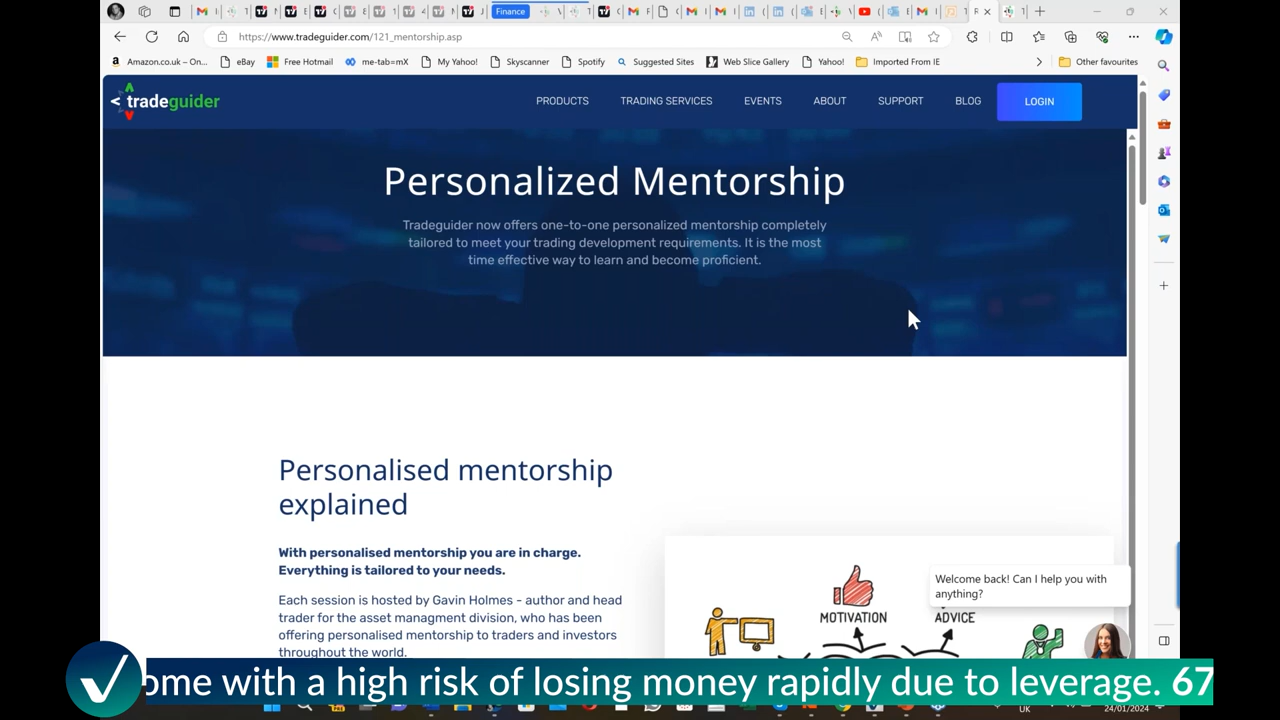 Finance
https://www.tradeguider.com/121_mentorship.asp
Amazon.co.uk – On...
eBay
Free Hotmail
me-tab=mX
My Yahoo!
Skyscanner
Spotify
Suggested Sites
Web Slice Gallery
Yahoo!
Imported From IE
Other favourites
tradeguider
PRODUCTS
TRADING SERVICES
EVENTS
ABOUT
SUPPORT
BLOG
LOGIN
Personalized Mentorship
Tradeguider now offers one-to-one personalized mentorship completely
tailored to meet your trading development requirements. It is the most
time effective way to learn and become proficient.
Personalised mentorship
explained
With personalised mentorship you are in charge.
Everything is tailored to your needs.
Each session is hosted by Gavin Holmes - author and head
trader for the asset managment division, who has been
offering personalised mentorship to traders and investors
throughout the world.
MOTIVATION
ADVICE
Welcome back! Can I help you with
anything?
ome with a high risk of losing money rapidly due to leverage. 67
UK
24/01/2024